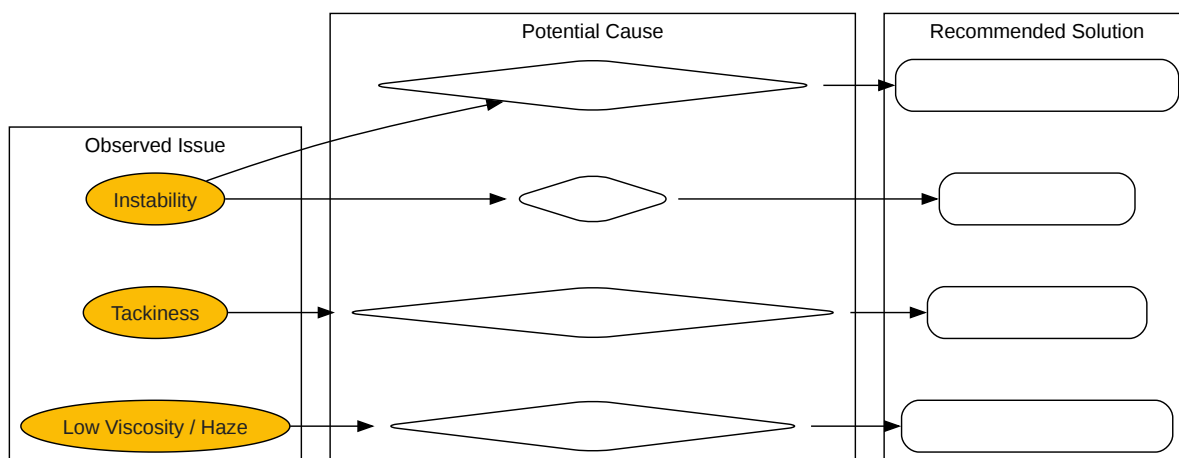 Potential Cause
Recommended Solution
Observed Issue
Instability
Tackiness
Low Viscosity / Haze